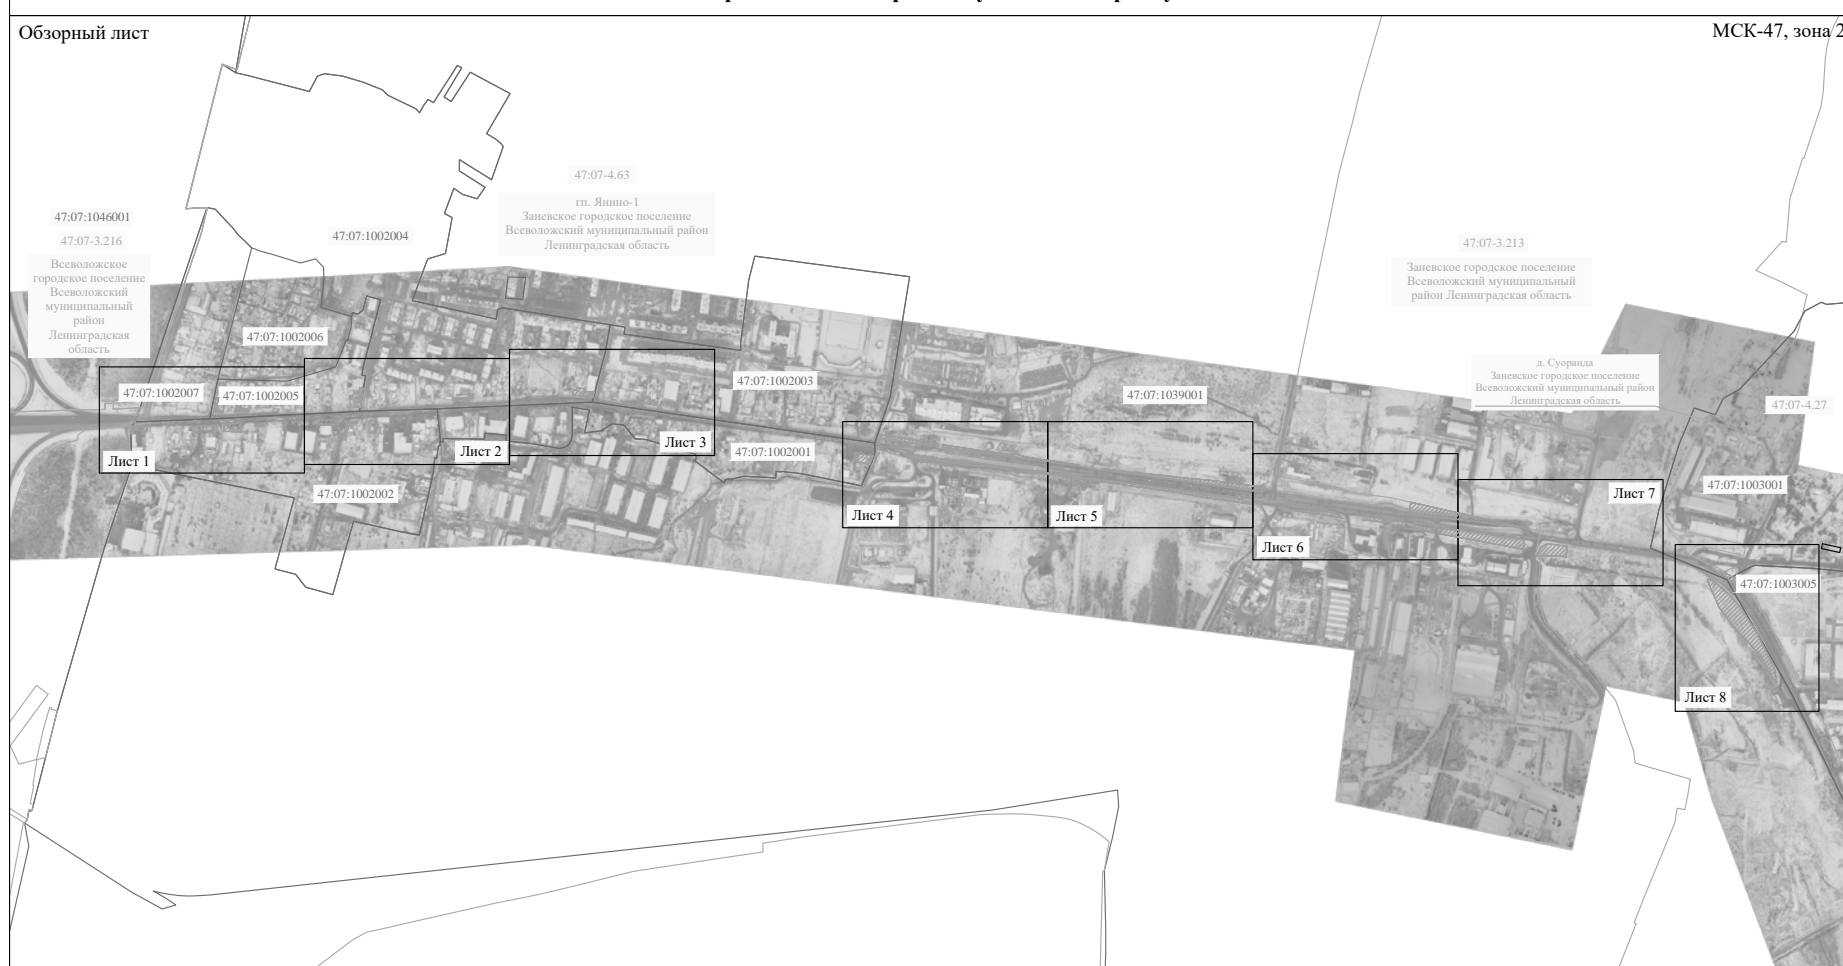 Обзорный лист
МСК-47, зона 2
47:07-4.63
гп. Янино-1
Заневское городское поселение
Всеволожский муниципальный район
Ленинградская область
47:07:1046001
47:07-3.216
Всеволожское
городское поселение
Всеволожский
муниципальный
район
Ленинградская
область
47:07:1002004
47:07-3.213
Заневское городское поселение
Всеволожский муниципальный
район Ленинградская область
47:07:1002006
д. Суоранда
Заневское городское поселение
Всеволожский муниципальный район
Ленинградская область
47:07:1002007
47:07:1002005
47:07:1002003
47:07:1039001
47:07-4.27
Лист 1
Лист 2
Лист 3
47:07:1002001
47:07:1002002
47:07:1003001
Лист 4
Лист 5
Лист 6
Лист 7
47:07:1003005
Лист 8